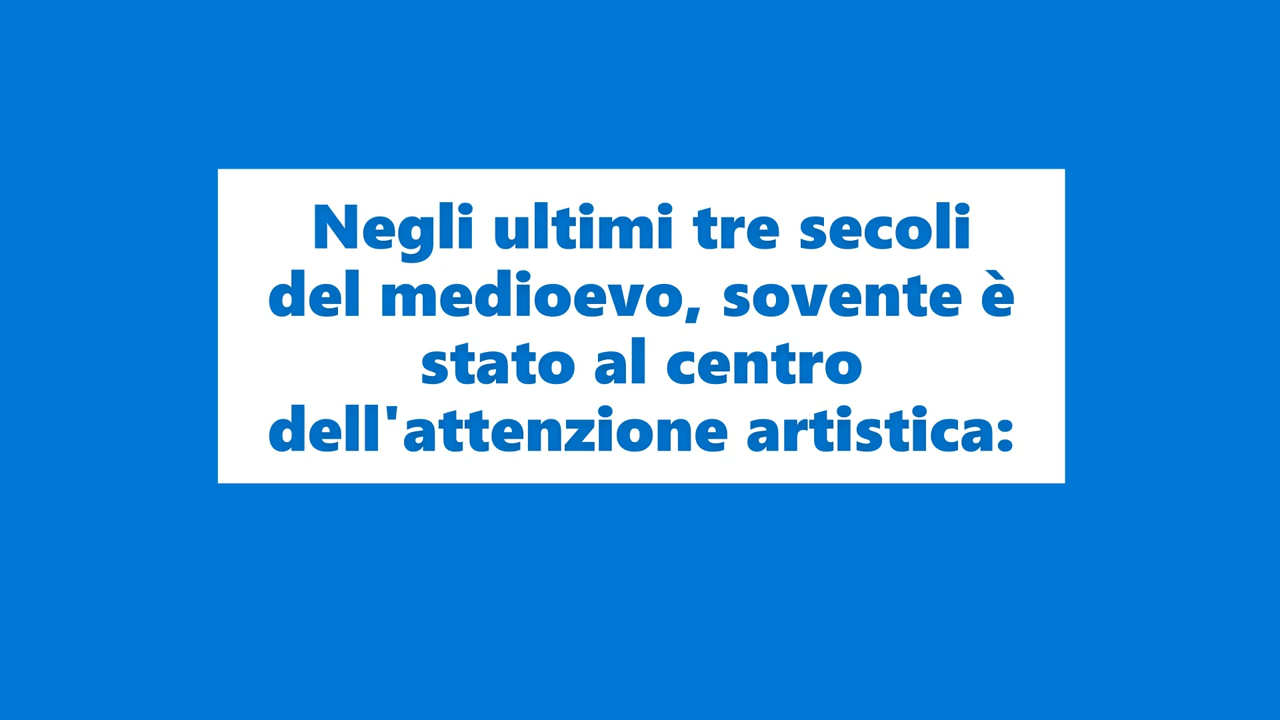 Negli ultimi tre secoli
del medioevo, sovente è
stato al centro
dell'attenzione artistica: